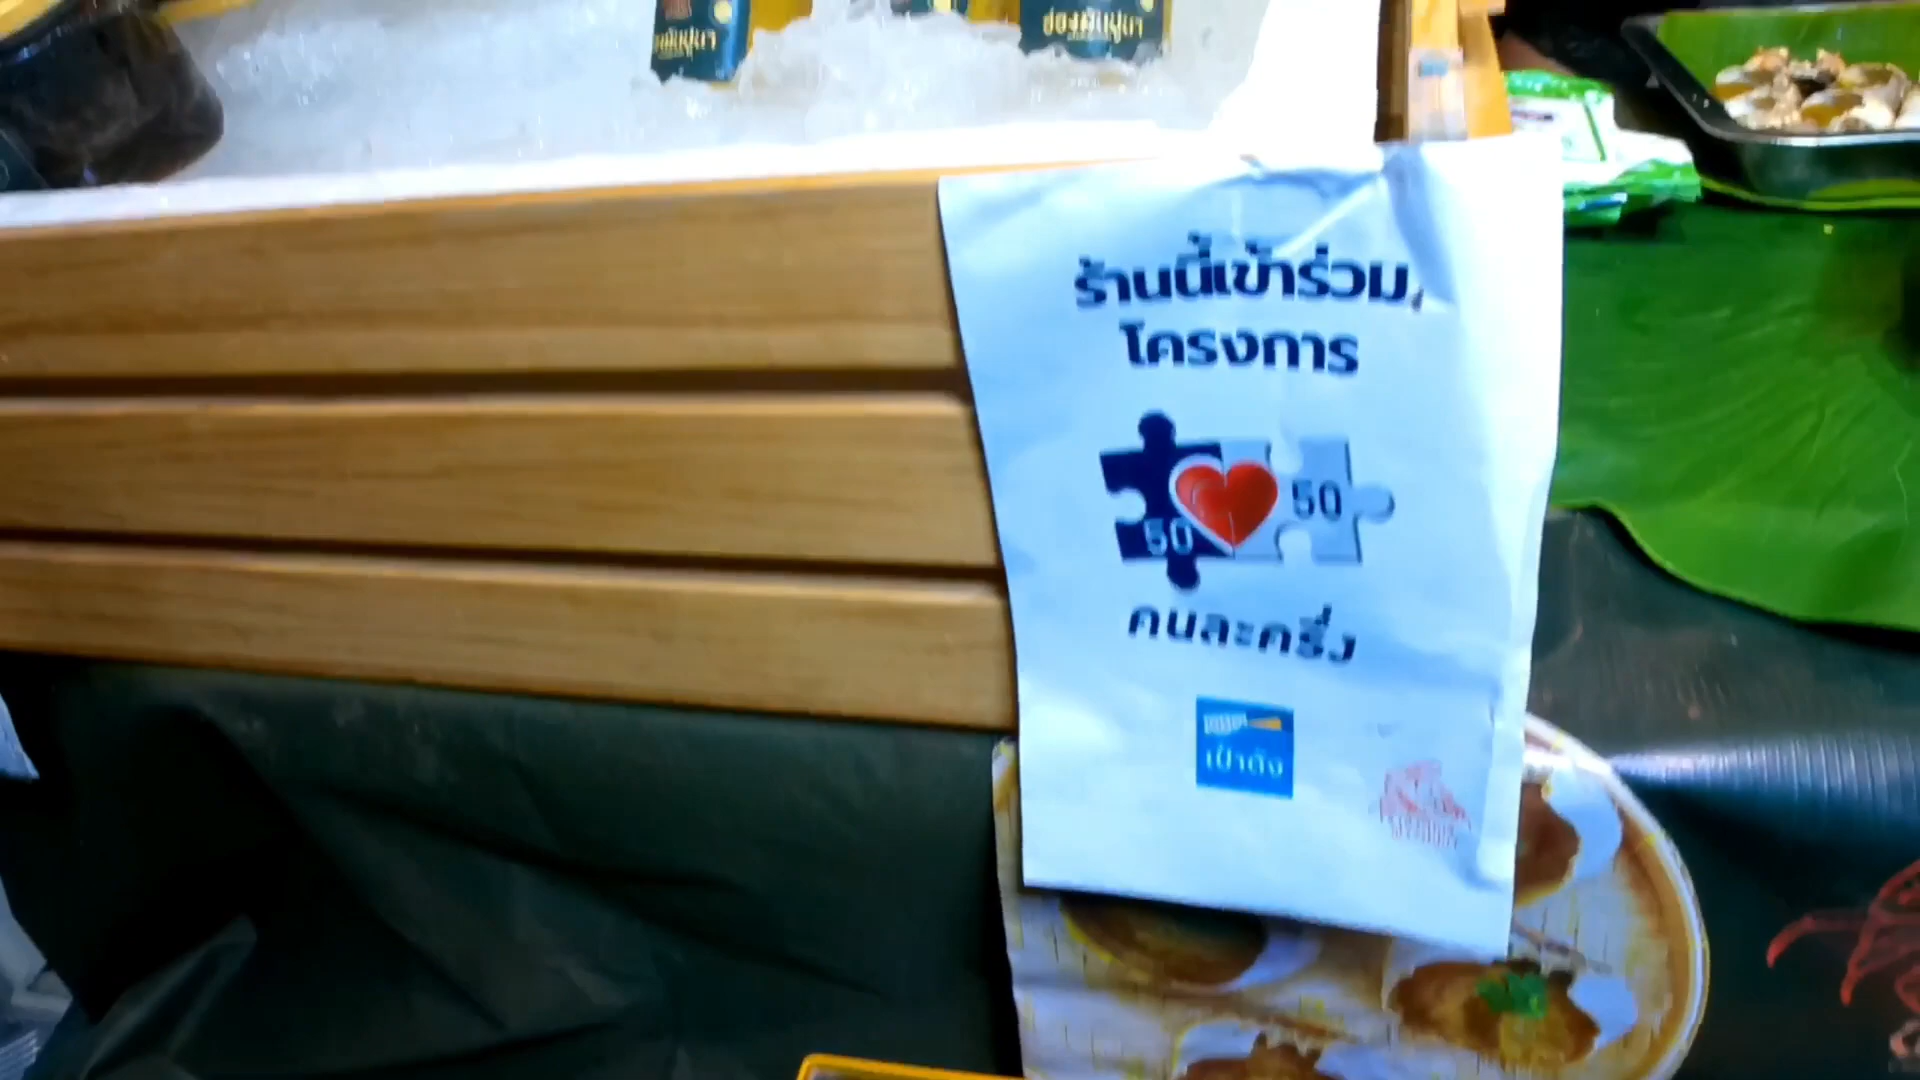 ร้านนี้เข้าร่วม
โครงการ
50
50
คนละครึ่ง
เป๋าตัง